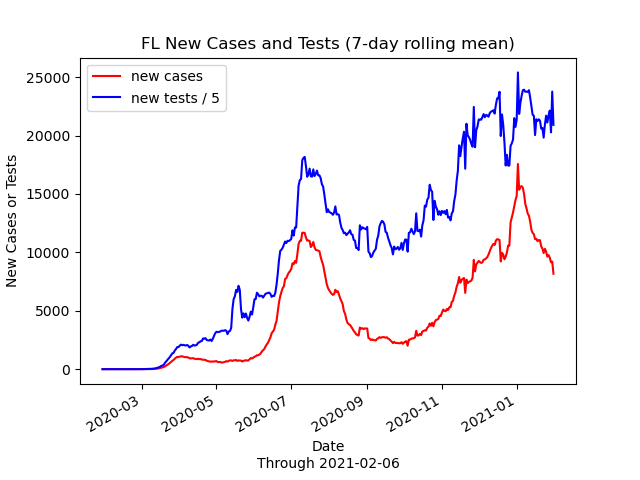 FL New Cases and Tests (7-day rolling mean)
new cases
new tests / 5
New Cases or Tests
25000
20000
15000
10000
5000
0
2020-03
2020-05
2020-07
2020-09
2020-11
2021-01
Date
Through 2021-02-06